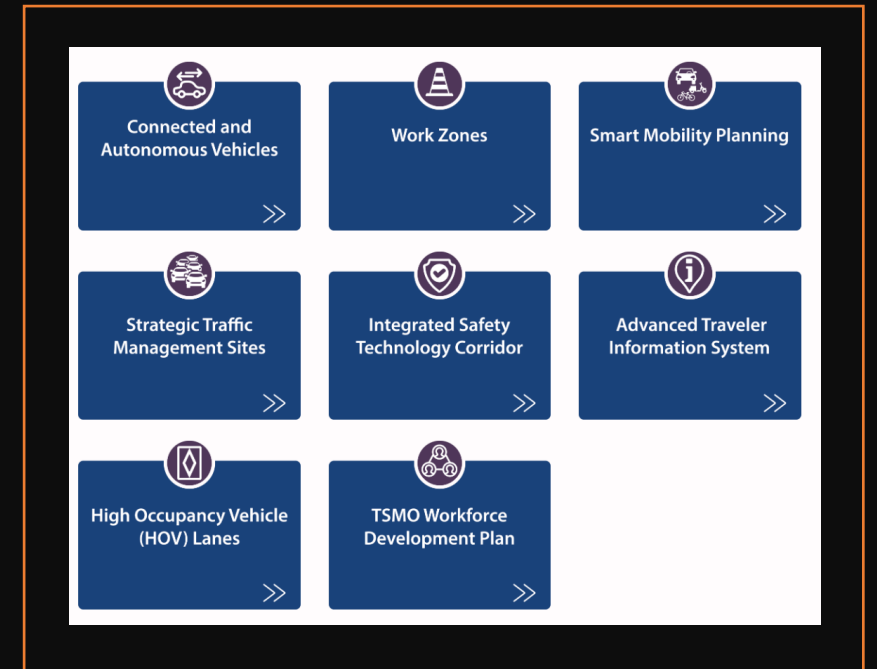 Connected and
Autonomous Vehicles
Work Zones
Smart Mobility Planning
Strategic Traffic
Management Sites
Integrated Safety
Technology Corridor
Advanced Traveler
Information System
High Occupancy Vehicle
(HOV) Lanes
TSMO Workforce
Development Plan